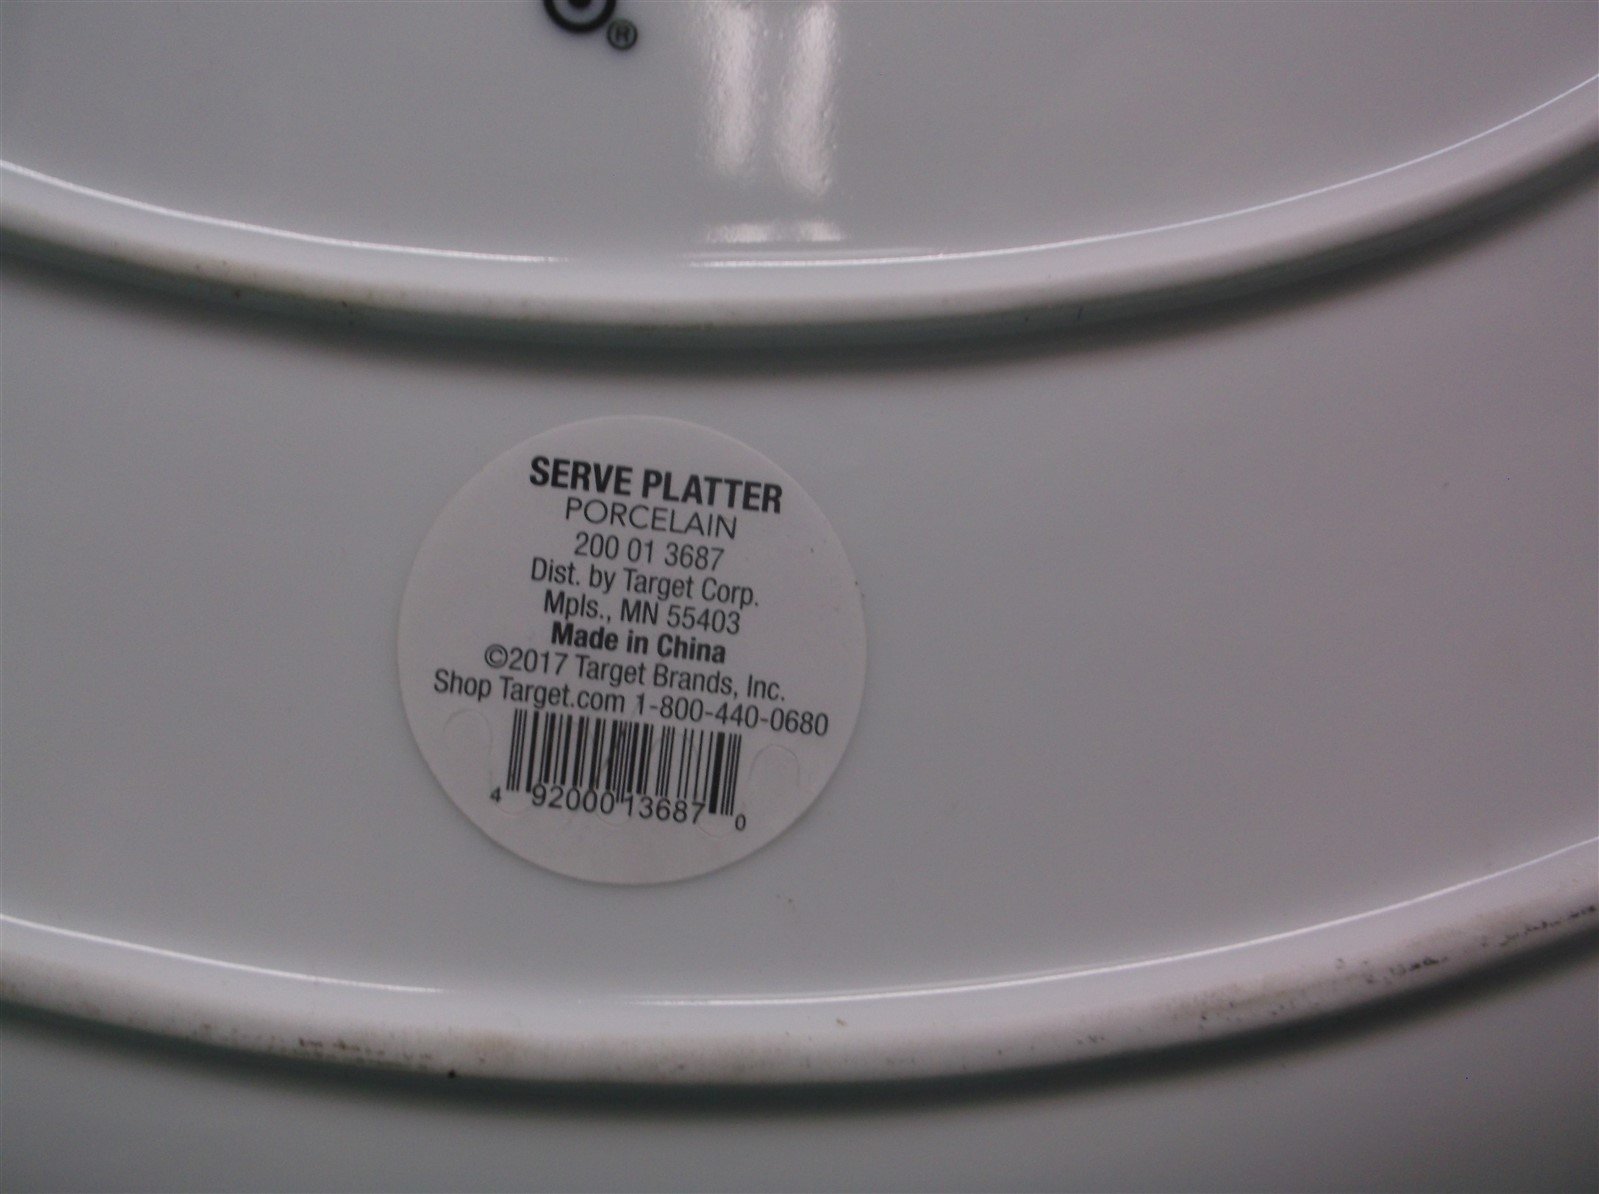 ®
SERVE PLATTER
PORCELAIN
200 01 3687
Dist. by Target Corp.
Mpls., MN 55403
Made in China
©2017 Target Brands, Inc.
Shop Target.com 1-800-440-0680
4 92000 13687 0